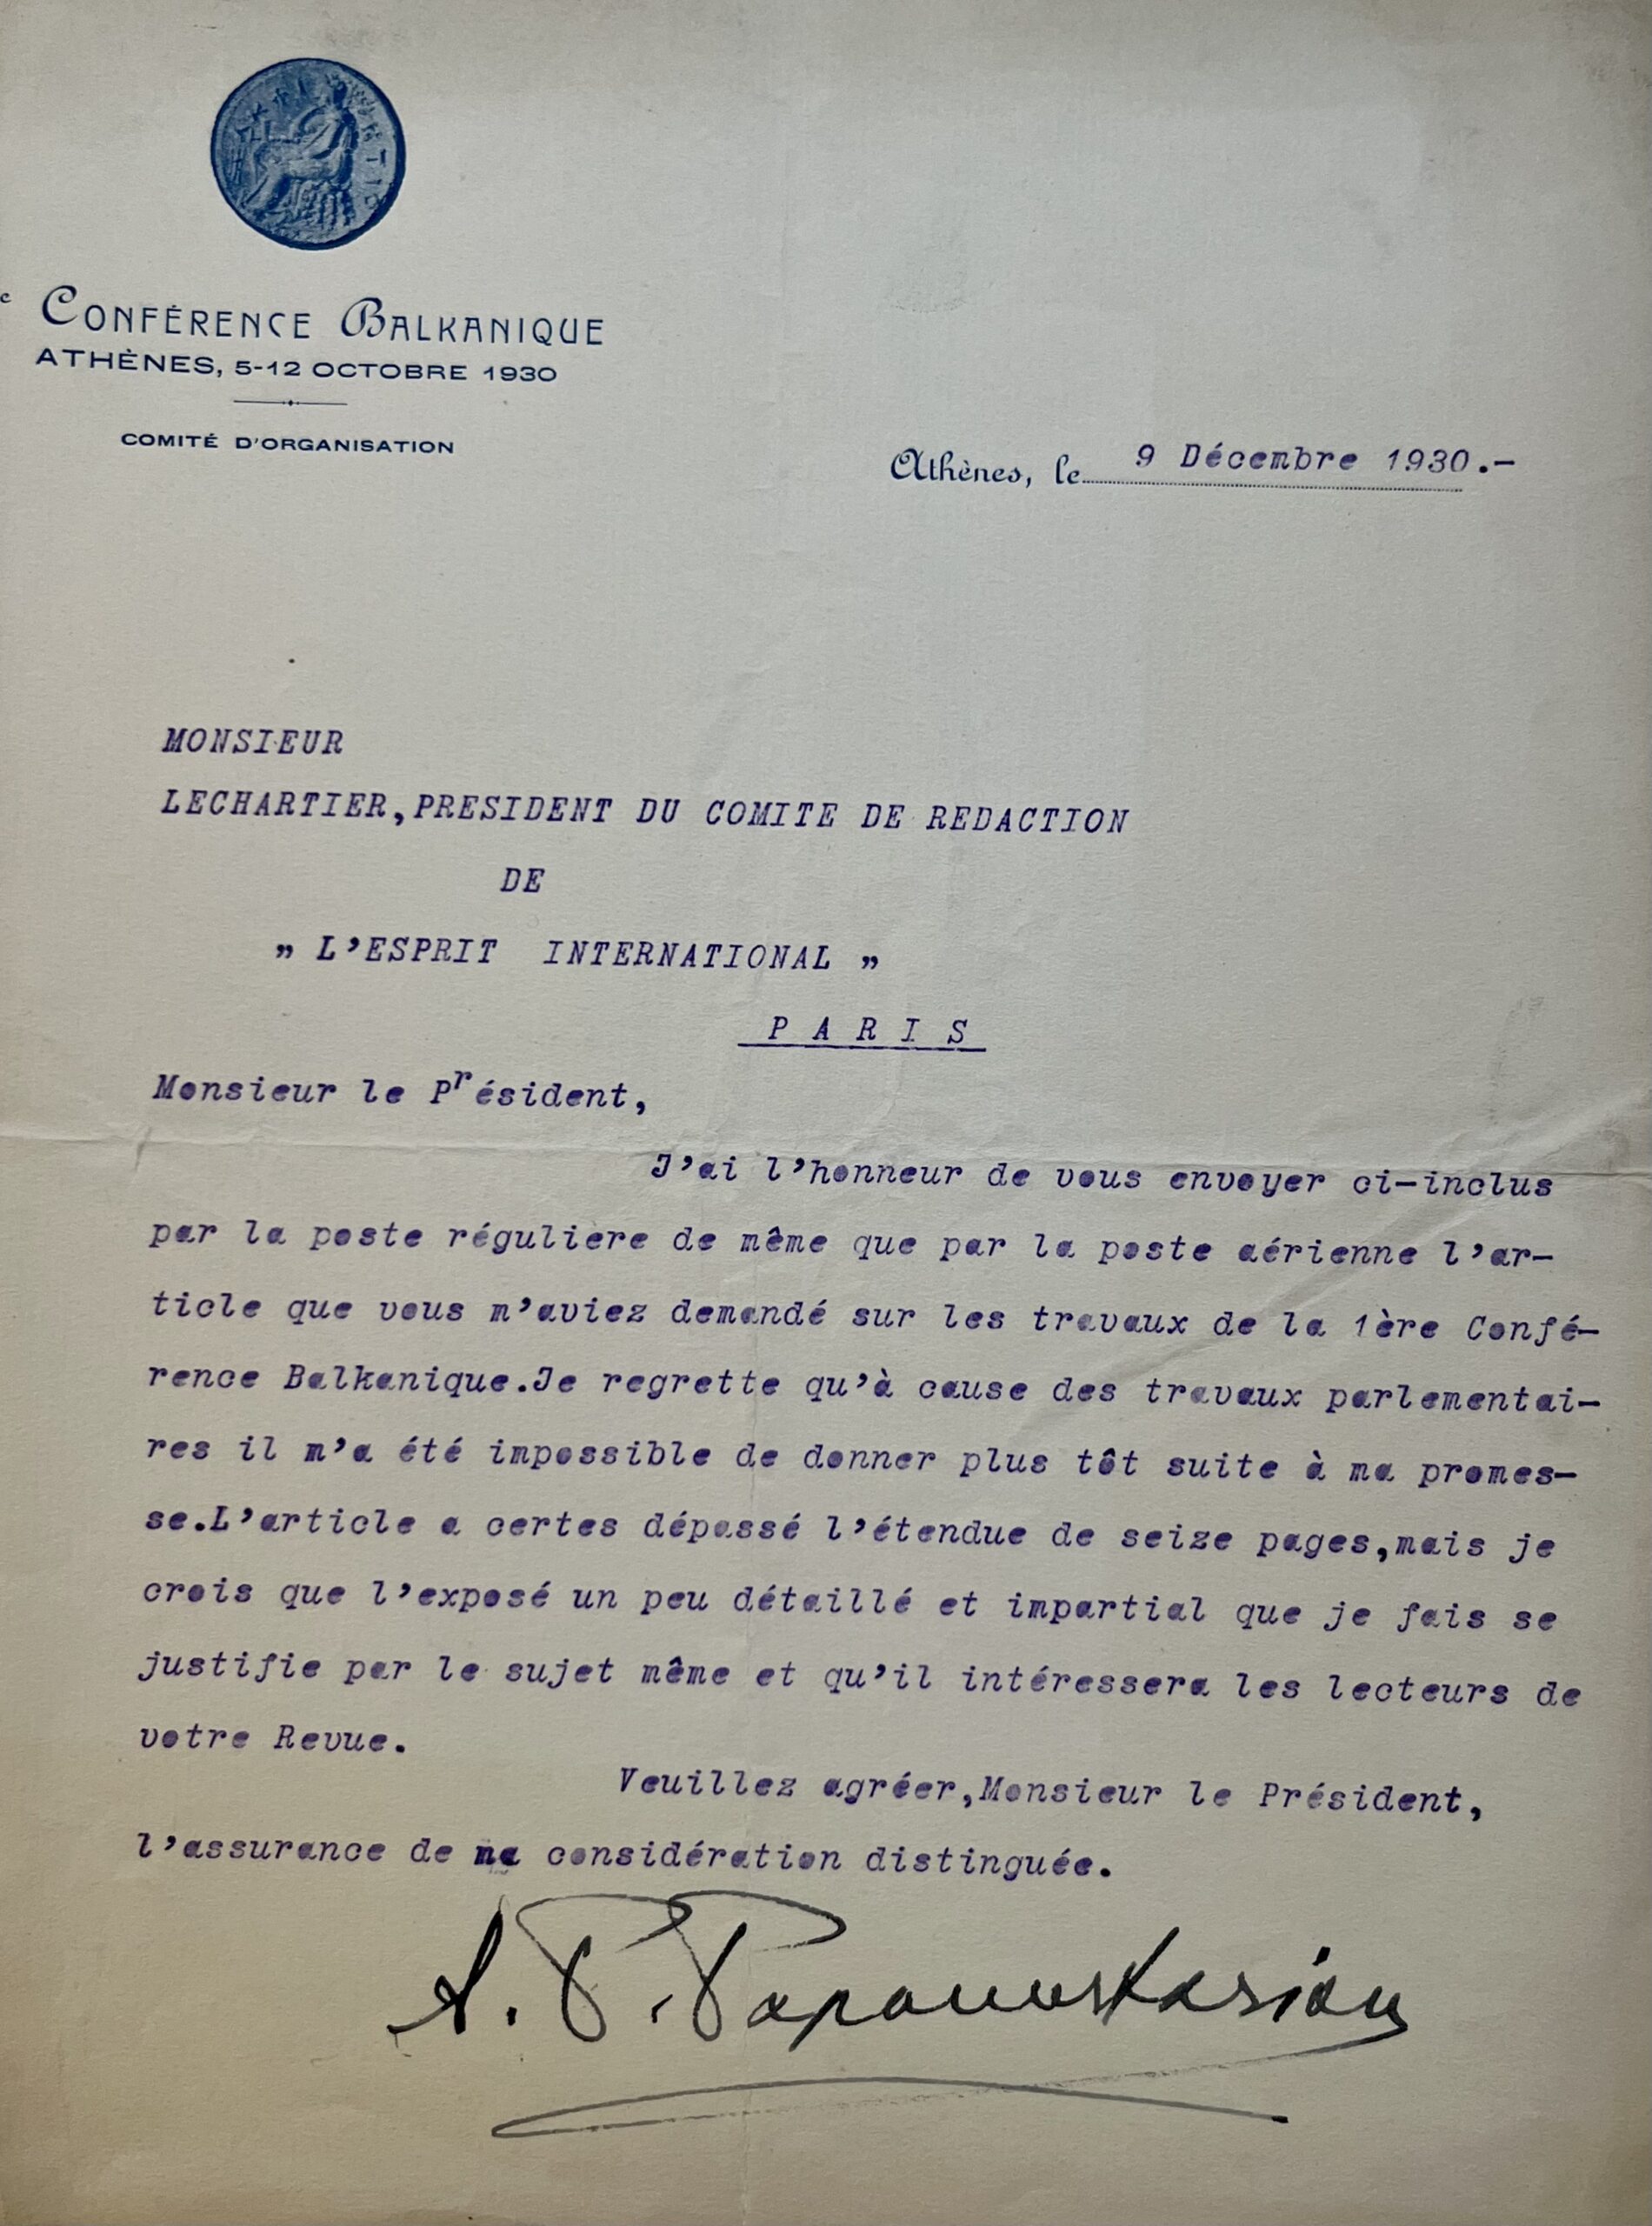 CONFÉRENCE BALKANIQUE
ATHÈNES, 5-12 OCTOBRE 1930
COMITÉ D'ORGANISATION
Athènes, le 9 Décembre 1930.-
MONSIEUR
LECHARTIER,PRESIDENT DU COMITE DE REDACTION
DE
„ L'ESPRIT INTERNATIONAL „
P A R I S
Monsieur le Président,
J'ai l'honneur de vous envoyer ci-inclus
par la poste réguliere de même que par la poste aérienne l'ar-
ticle que vous m'aviez demandé sur les travaux de la 1ère Confé-
rence Balkanique.Je regrette qu'à cause des travaux parlementai-
res il m'a été impossible de donner plus tôt suite à ma promes-
se.L'article a certes dépassé l'étendue de seize pages,mais je
crois que l'exposé un peu détaillé et impartial que je fais se
justifie par le sujet même et qu'il intéressera les lecteurs de
votre Revue.
Veuillez agréer,Monsieur le Président,
l'assurance de ma considération distinguée.
A. P. Papanastasiou